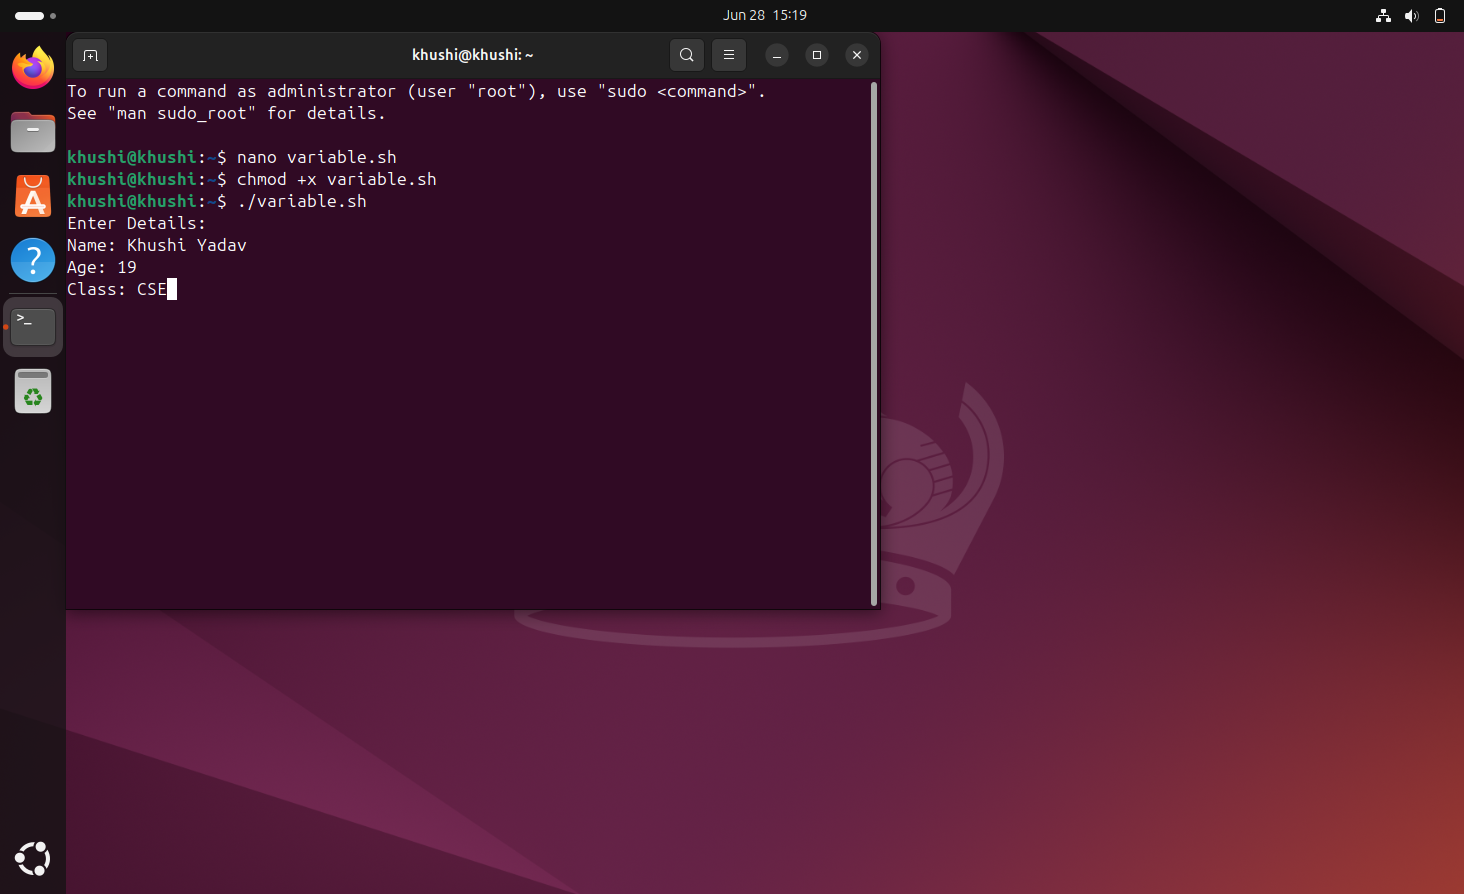 Jun 28 15:19
khushi@khushi: ~
To run a command as administrator (user "root"), use "sudo <command>".
See "man sudo_root" for details.
khushi@khushi:~$ nano variable.sh
khushi@khushi:~$ chmod +x variable.sh
khushi@khushi:~$ ./variable.sh
Enter Details:
Name: Khushi Yadav
Age: 19
Class: CSE